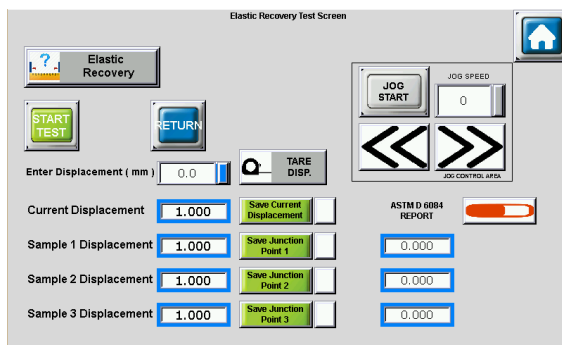 Elastic Recovery Test Screen
?
Elastic
Recovery
JOG
START
JOG SPEED
0
START
TEST
RETURN
JOG CONTROL AREA
Enter Displacement ( mm )
0.0
TARE
DISP.
Current Displacement
1.000
Save Current
Displacement
ASTM D 6084
REPORT
Sample 1 Displacement
1.000
Save Junction
Point 1
0.000
Sample 2 Displacement
1.000
Save Junction
Point 2
0.000
Sample 3 Displacement
1.000
Save Junction
Point 3
0.000